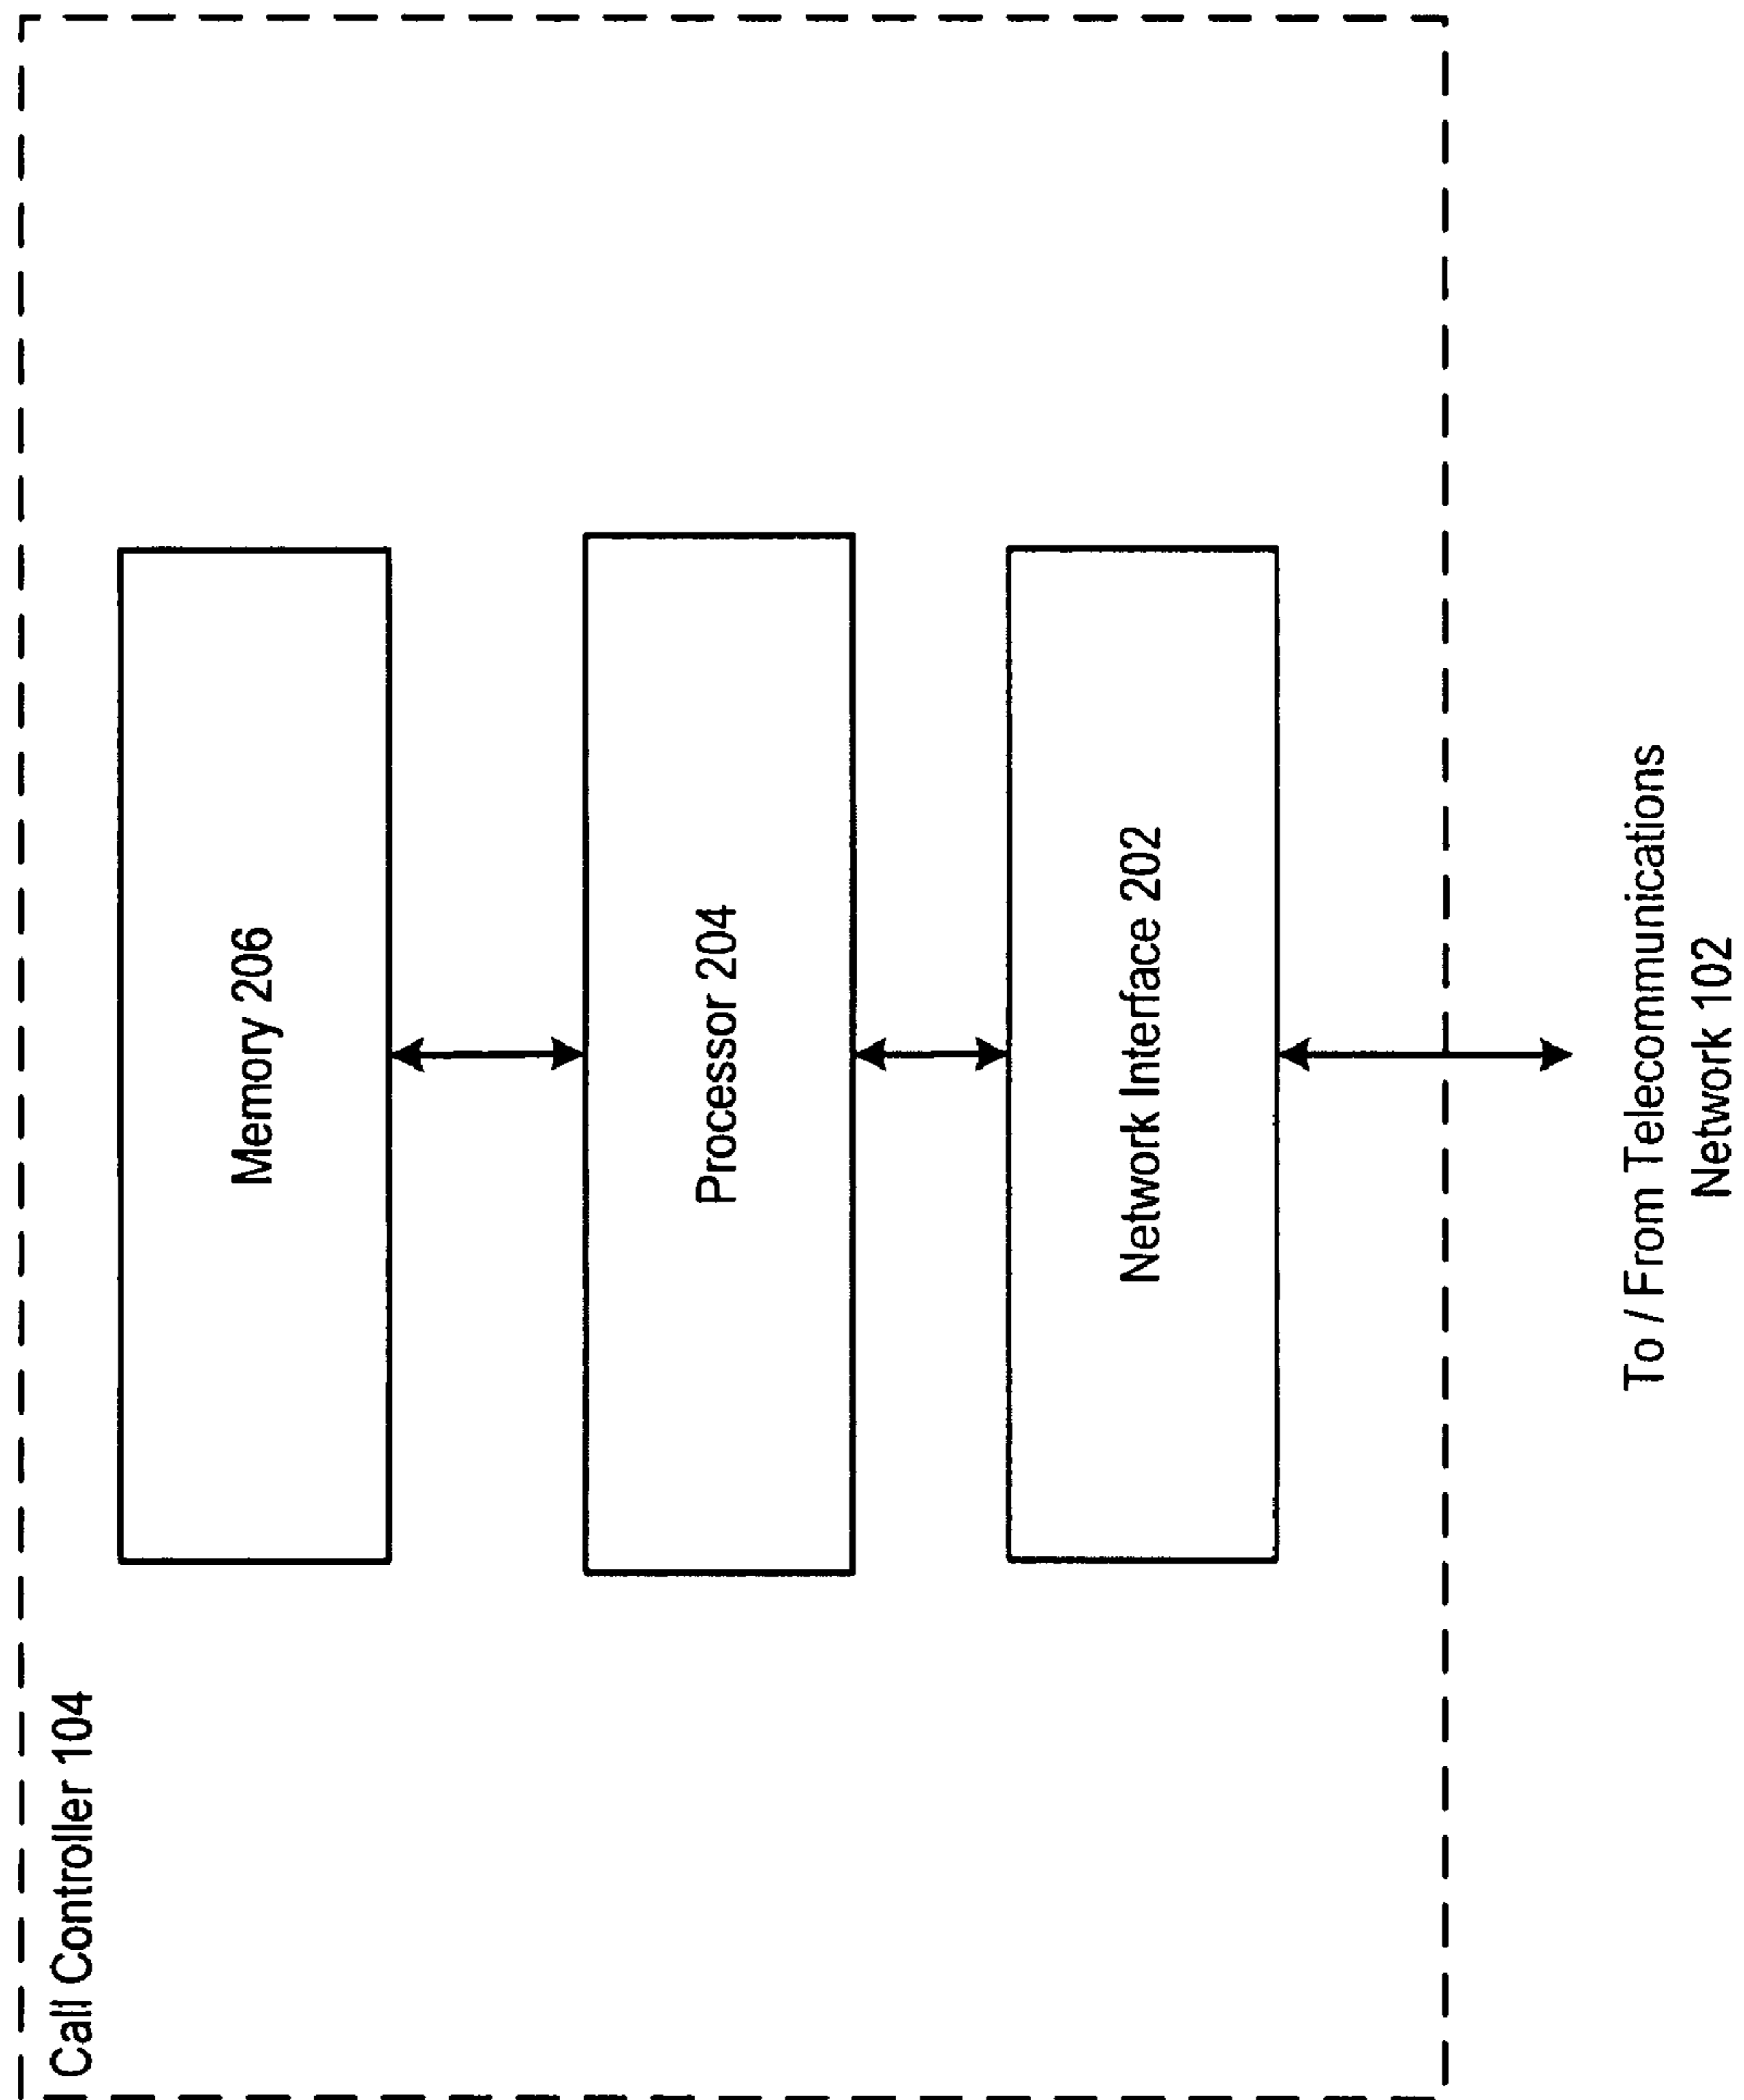 Call Controller 104
Memory 206
Processor 204
Network Interface 202
To / From Telecommunications
Network 102